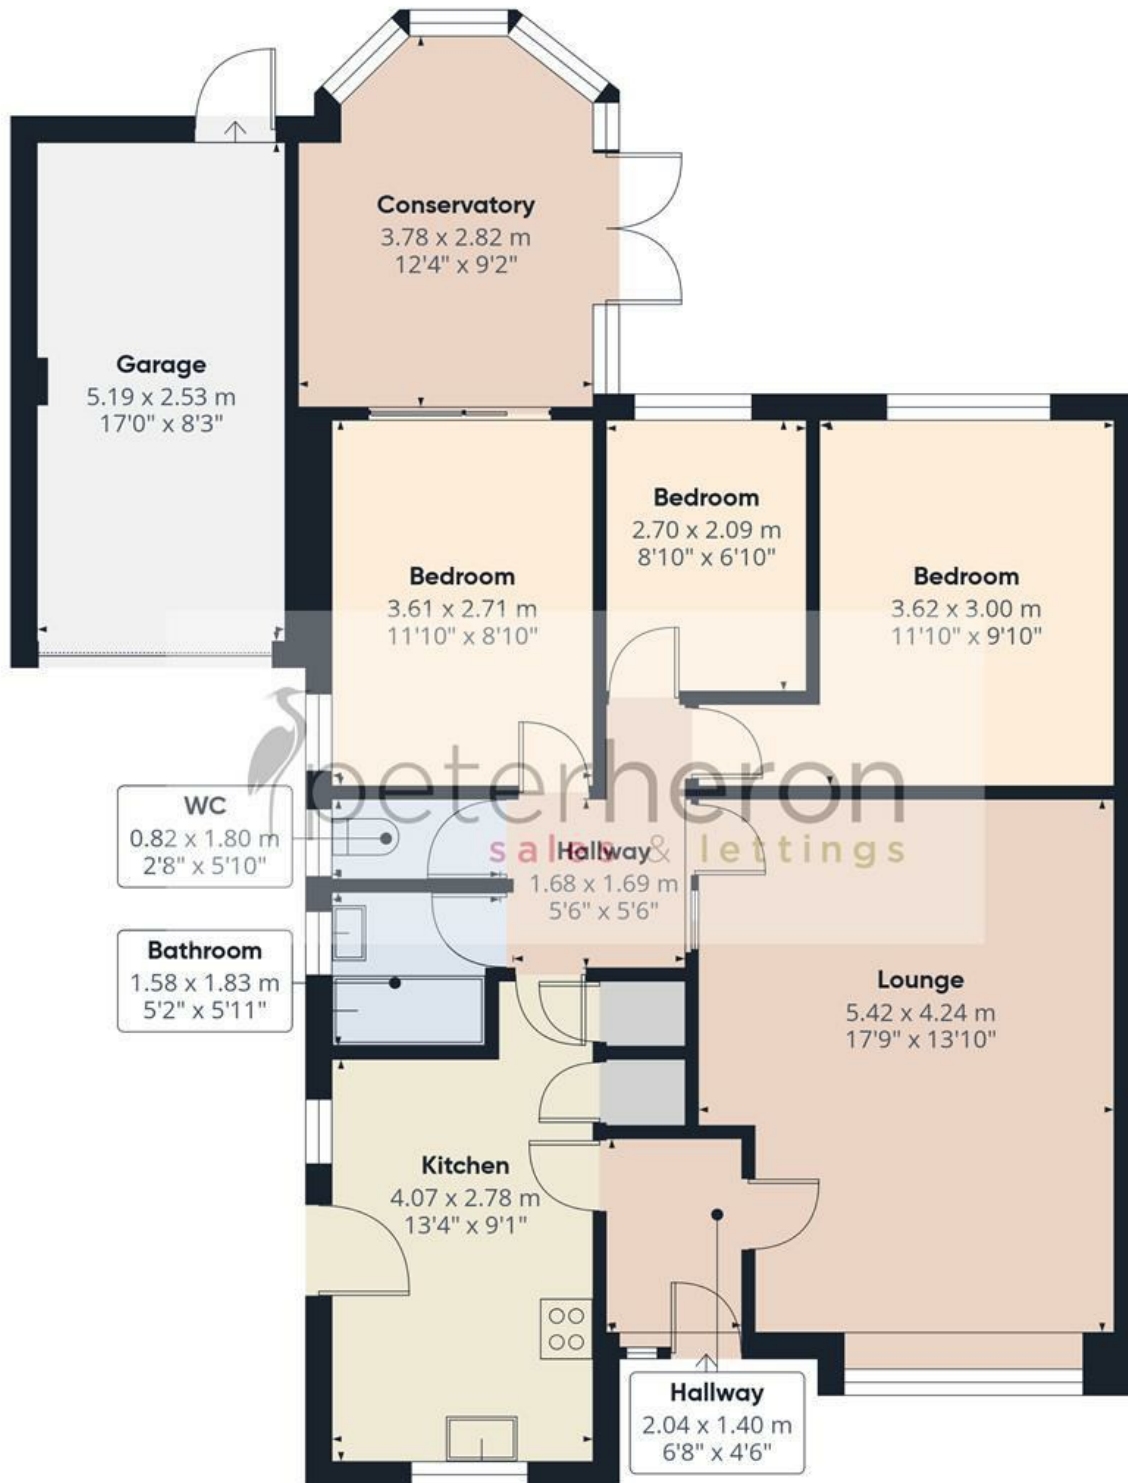 Conservatory
3.78 x 2.82 m
12'4" x 9'2"
Garage
5.19 x 2.53 m
17'0" x 8'3"
Bedroom
2.70 x 2.09 m
8'10" x 6'10"
Bedroom
3.61 x 2.71 m
11'10" x 8'10"
Bedroom
3.62 x 3.00 m
11'10" x 9'10"
peterheron
sales & lettings
WC
0.82 x 1.80 m
2'8" x 5'10"
Hallway
1.68 x 1.69 m
5'6" x 5'6"
Bathroom
1.58 x 1.83 m
5'2" x 5'11"
Lounge
5.42 x 4.24 m
17'9" x 13'10"
Kitchen
4.07 x 2.78 m
13'4" x 9'1"
Hallway
2.04 x 1.40 m
6'8" x 4'6"